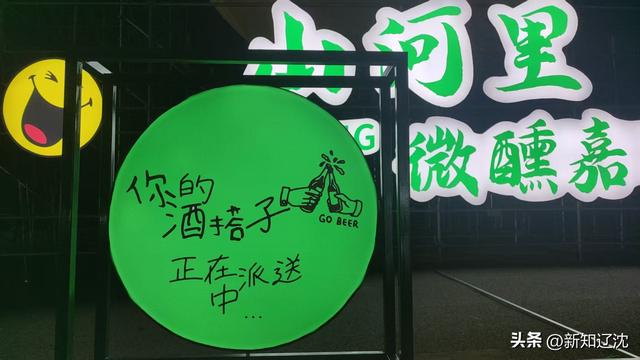 山河里
G
微醺嘉
你的
酒搭子
GO BEER
正在派送
中...
头条 @新知辽沈